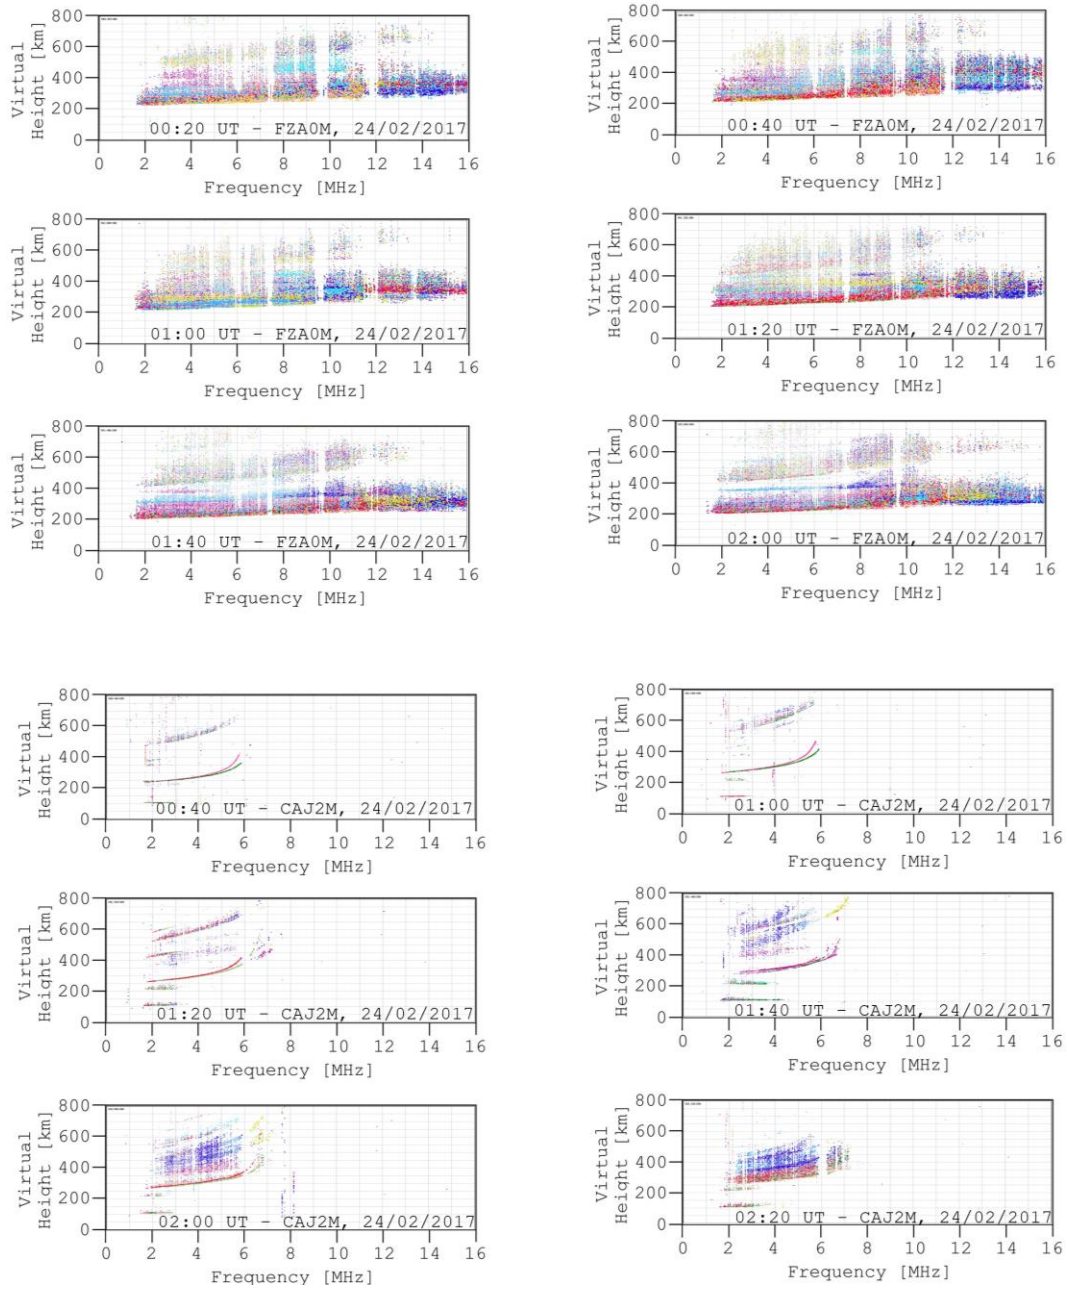 Virtual
Height [km]
800
600
400
200
0
00:20 UT - FZA0M, 24/02/2017
0 2 4 6 8 10 12 14 16
Frequency [MHz]
Virtual
Height [km]
800
600
400
200
0
00:40 UT - FZA0M, 24/02/2017
0 2 4 6 8 10 12 14 16
Frequency [MHz]
Virtual
Height [km]
800
600
400
200
0
01:00 UT - FZA0M, 24/02/2017
0 2 4 6 8 10 12 14 16
Frequency [MHz]
Virtual
Height [km]
800
600
400
200
0
01:20 UT - FZA0M, 24/02/2017
0 2 4 6 8 10 12 14 16
Frequency [MHz]
Virtual
Height [km]
800
600
400
200
0
01:40 UT - FZA0M, 24/02/2017
0 2 4 6 8 10 12 14 16
Frequency [MHz]
Virtual
Height [km]
800
600
400
200
0
02:00 UT - FZA0M, 24/02/2017
0 2 4 6 8 10 12 14 16
Frequency [MHz]
Virtual
Height [km]
800
600
400
200
0
00:40 UT - CAJ2M, 24/02/2017
0 2 4 6 8 10 12 14 16
Frequency [MHz]
Virtual
Height [km]
800
600
400
200
0
01:00 UT - CAJ2M, 24/02/2017
0 2 4 6 8 10 12 14 16
Frequency [MHz]
Virtual
Height [km]
800
600
400
200
0
01:20 UT - CAJ2M, 24/02/2017
0 2 4 6 8 10 12 14 16
Frequency [MHz]
Virtual
Height [km]
800
600
400
200
0
01:40 UT - CAJ2M, 24/02/2017
0 2 4 6 8 10 12 14 16
Frequency [MHz]
Virtual
Height [km]
800
600
400
200
0
02:00 UT - CAJ2M, 24/02/2017
0 2 4 6 8 10 12 14 16
Frequency [MHz]
Virtual
Height [km]
800
600
400
200
0
02:20 UT - CAJ2M, 24/02/2017
0 2 4 6 8 10 12 14 16
Frequency [MHz]